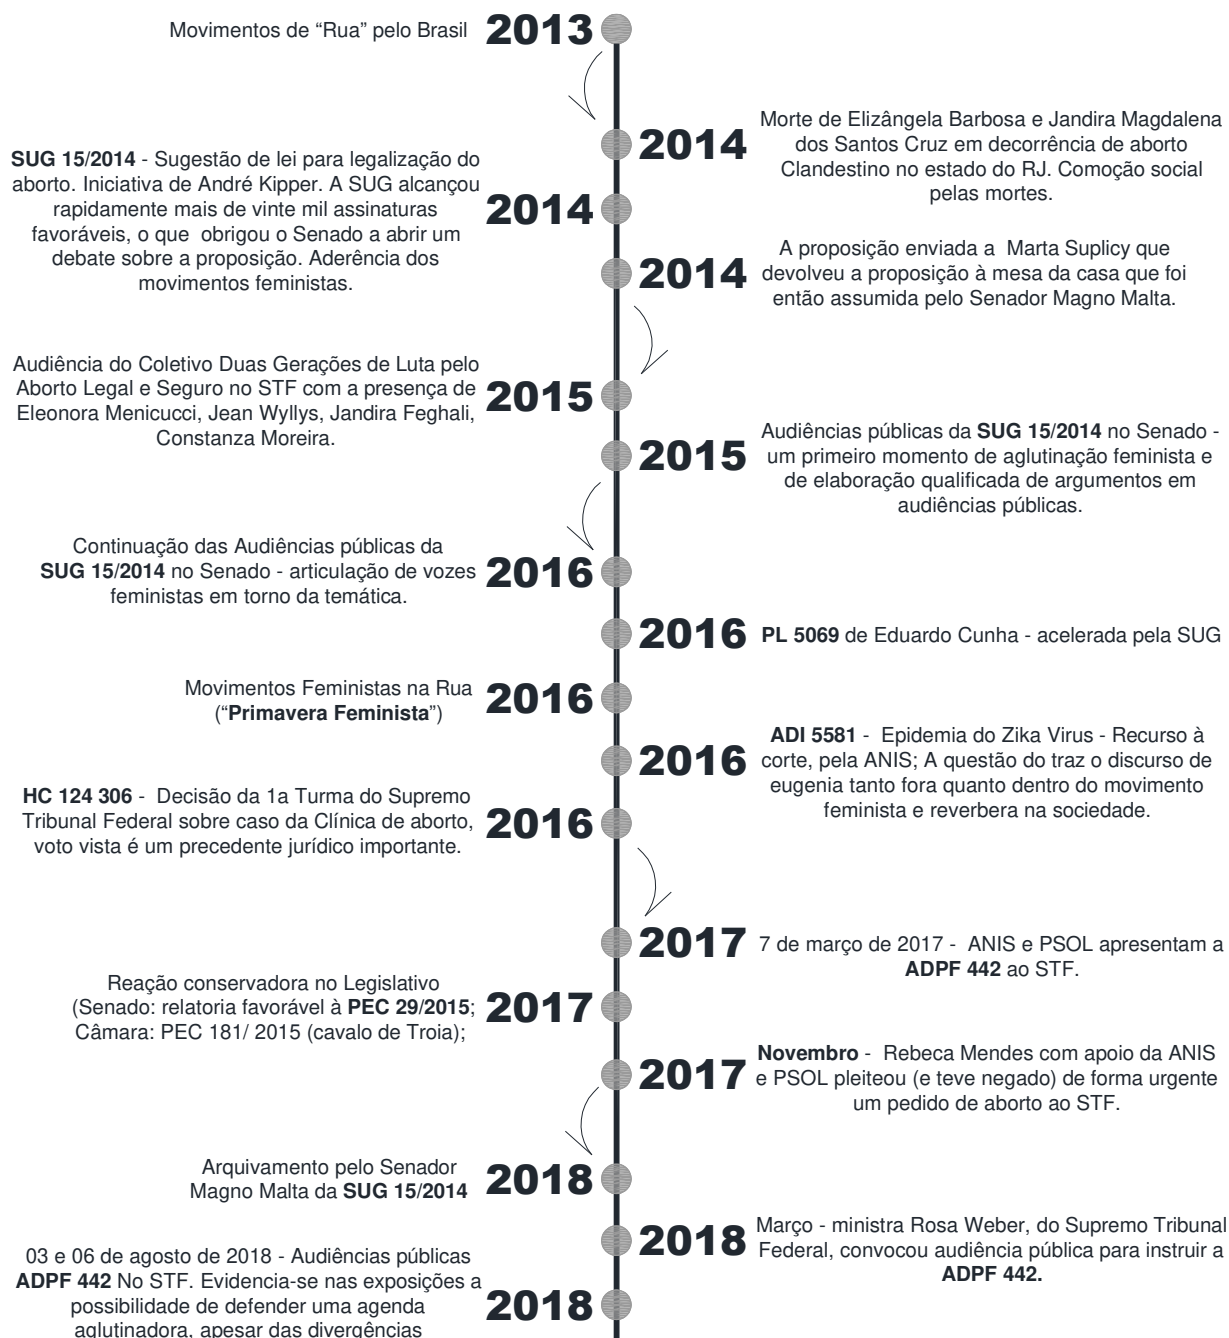 Movimentos de “Rua” pelo Brasil
2013
2014
Morte de Elizângela Barbosa e Jandira Magdalena
dos Santos Cruz em decorrência de aborto
Clandestino no estado do RJ. Comoção social
pelas mortes.
SUG 15/2014 - Sugestão de lei para legalização do
aborto. Iniciativa de André Kipper. A SUG alcançou
rapidamente mais de vinte mil assinaturas
favoráveis, o que obrigou o Senado a abrir um
debate sobre a proposição. Aderência dos
movimentos feministas.
2014
2014
A proposição enviada a Marta Suplicy que
devolveu a proposição à mesa da casa que foi
então assumida pelo Senador Magno Malta.
Audiência do Coletivo Duas Gerações de Luta pelo
Aborto Legal e Seguro no STF com a presença de
Eleonora Menicucci, Jean Wyllys, Jandira Feghali,
Constanza Moreira.
2015
2015
Audiências públicas da SUG 15/2014 no Senado -
um primeiro momento de aglutinação feminista e
de elaboração qualificada de argumentos em
audiências públicas.
Continuação das Audiências públicas da
SUG 15/2014 no Senado - articulação de vozes
feministas em torno da temática.
2016
2016
PL 5069 de Eduardo Cunha - acelerada pela SUG
Movimentos Feministas na Rua
(“Primavera Feminista”)
2016
2016
ADI 5581 - Epidemia do Zika Virus - Recurso à
corte, pela ANIS; A questão do traz o discurso de
eugenia tanto fora quanto dentro do movimento
feminista e reverbera na sociedade.
HC 124 306 - Decisão da 1a Turma do Supremo
Tribunal Federal sobre caso da Clínica de aborto,
voto vista é um precedente jurídico importante.
2016
2017
7 de março de 2017 - ANIS e PSOL apresentam a
ADPF 442 ao STF.
Reação conservadora no Legislativo
(Senado: relatoria favorável à PEC 29/2015;
Câmara: PEC 181/ 2015 (cavalo de Troia);
2017
2017
Novembro - Rebeca Mendes com apoio da ANIS
e PSOL pleiteou (e teve negado) de forma urgente
um pedido de aborto ao STF.
Arquivamento pelo Senador
Magno Malta da SUG 15/2014
2018
2018
Março - ministra Rosa Weber, do Supremo Tribunal
Federal, convocou audiência pública para instruir a
ADPF 442.
03 e 06 de agosto de 2018 - Audiências públicas
ADPF 442 No STF. Evidencia-se nas exposições a
possibilidade de defender uma agenda
aglutinadora, apesar das divergências
2018